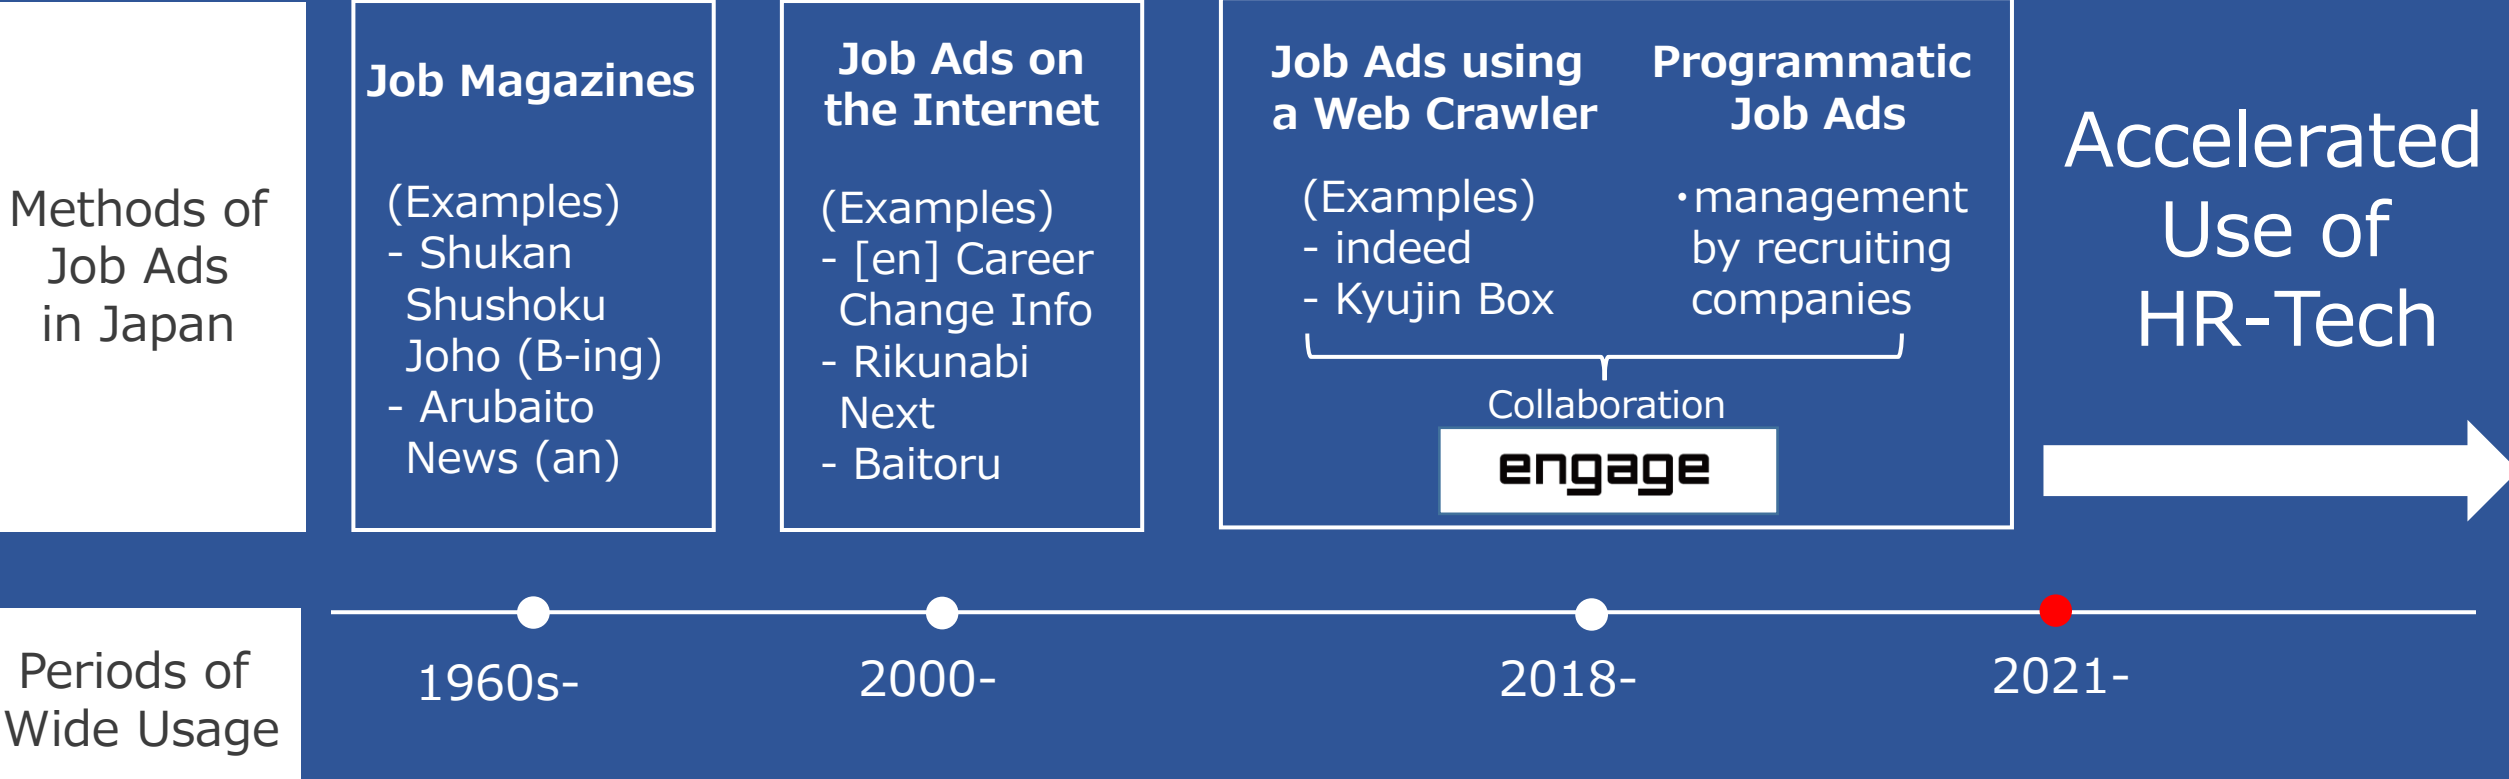 Methods of
Job Ads
in Japan
Job Magazines
(Examples)
- Shukan
Shushoku
Joho (B-ing)
- Arubaito
News (an)
Job Ads on
the Internet
(Examples)
- [en] Career
Change Info
- Rikunabi
Next
- Baitoru
Job Ads using
a Web Crawler
(Examples)
- indeed
- Kyujin Box
Programmatic
Job Ads
・management
by recruiting
companies
Collaboration
engage
Accelerated
Use of
HR-Tech
Periods of
Wide Usage
1960s-
2000-
2018-
2021-